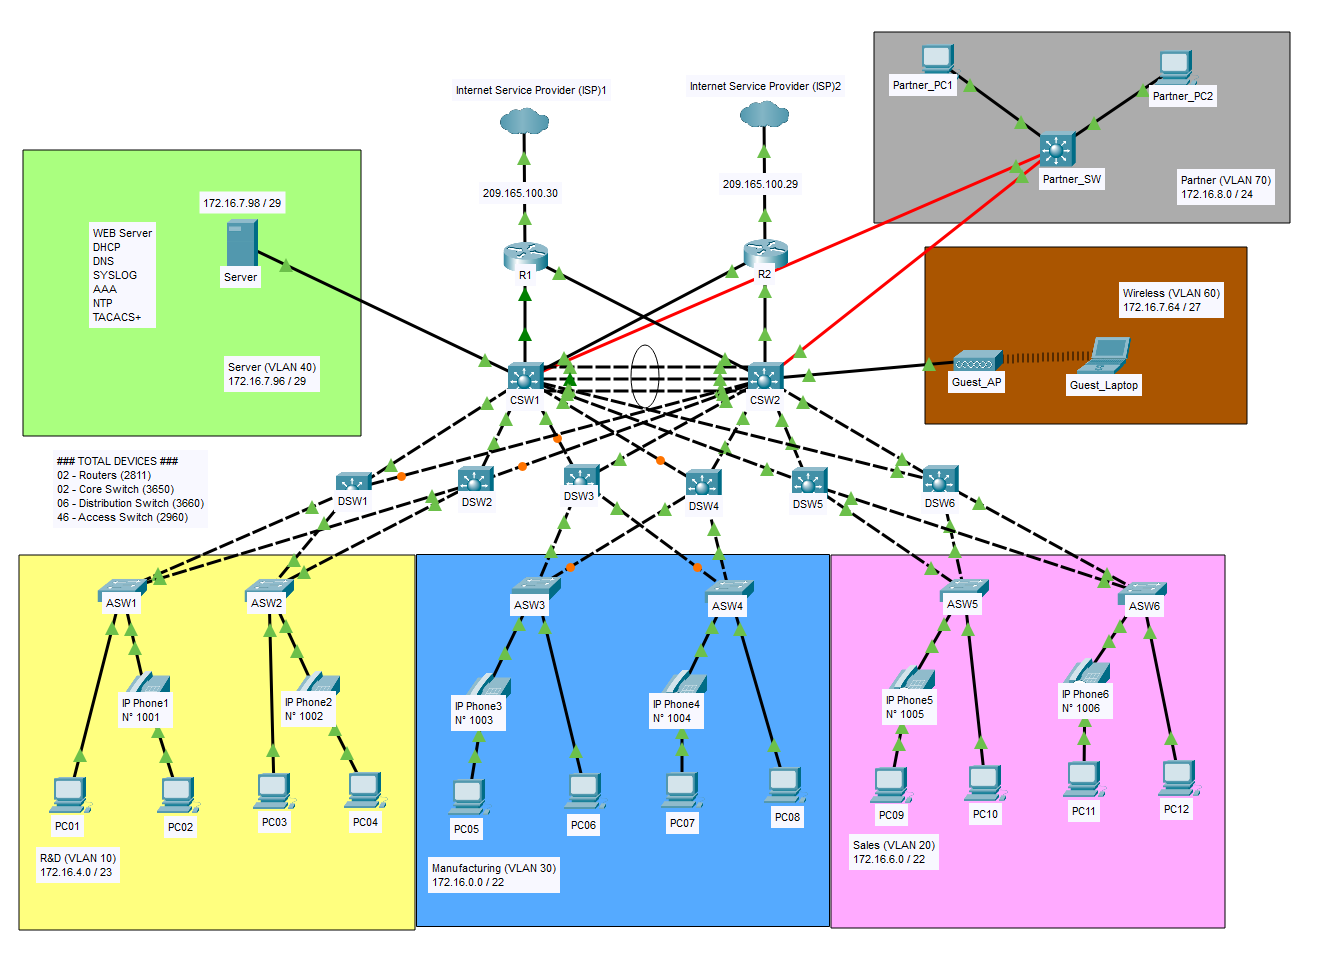 Internet Service Provider (ISP)1
Internet Service Provider (ISP)2
209.165.100.30
209.165.100.29
R1
R2
Partner_PC1
Partner_PC2
Partner_SW
Partner (VLAN 70)
172.16.8.0 / 24
172.16.7.98 / 29
WEB Server
DHCP
DNS
SYSLOG
AAA
NTP
TACACS+
Server
Server (VLAN 40)
172.16.7.96 / 29
Wireless (VLAN 60)
172.16.7.64 / 27
Guest_AP
Guest_Laptop
CSW1
CSW2
### TOTAL DEVICES ###
02 - Routers (2811)
02 - Core Switch (3650)
06 - Distribution Switch (3660)
46 - Access Switch (2960)
DSW1
DSW2
DSW3
DSW4
DSW5
DSW6
ASW1
ASW2
ASW3
ASW4
ASW5
ASW6
IP Phone1
N° 1001
IP Phone2
N° 1002
IP Phone3
N° 1003
IP Phone4
N° 1004
IP Phone5
N° 1005
IP Phone6
N° 1006
PC01
PC02
PC03
PC04
PC05
PC06
PC07
PC08
PC09
PC10
PC11
PC12
R&D (VLAN 10)
172.16.4.0 / 23
Manufacturing (VLAN 30)
172.16.0.0 / 22
Sales (VLAN 20)
172.16.6.0 / 22